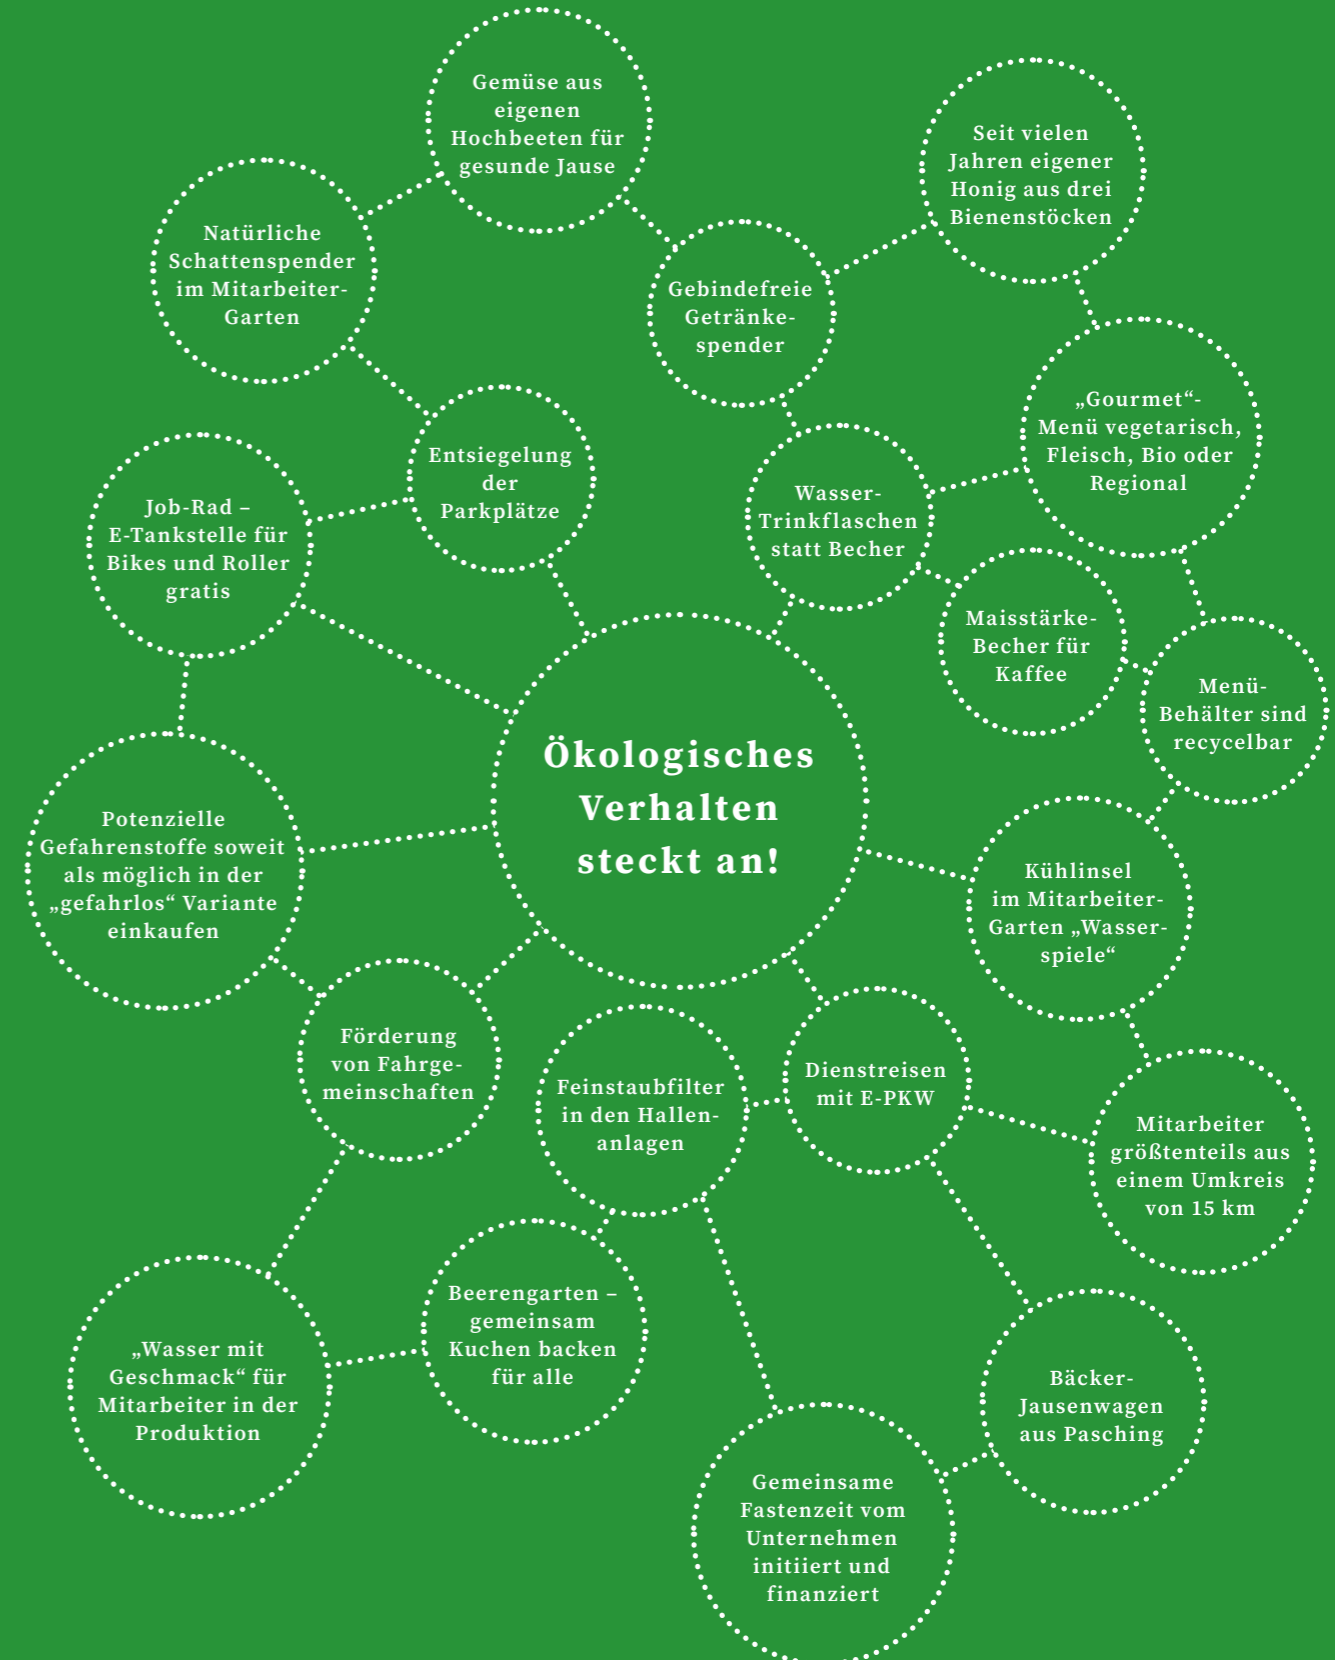 Gemüse aus
eigenen
Hochbeeten für
gesunde Jause
Seit vielen
Jahren eigener
Honig aus drei
Bienenstöcken
Natürliche
Schattenspender
im Mitarbeiter-
Garten
Gebindefreie
Getränke-
spender
„Gourmet“-
Menü vegetarisch,
Fleisch, Bio oder
Regional
Entsiegelung
der
Parkplätze
Job-Rad –
E-Tankstelle für
Bikes und Roller
gratis
Wasser-
Trinkflaschen
statt Becher
Maisstärke-
Becher für
Kaffee
Menü-
Behälter sind
recycelbar
Ökologisches
Verhalten
steckt an!
Potenzielle
Gefahrenstoffe soweit
als möglich in der
„gefahrlos“ Variante
einkaufen
Kühlinsel
im Mitarbeiter-
Garten „Wasser-
spiele“
Förderung
von Fahrge-
meinschaften
Feinstaubfilter
in den Hallen-
anlagen
Dienstreisen
mit E-PKW
Mitarbeiter
größtenteils aus
einem Umkreis
von 15 km
Beerengarten –
gemeinsam
Kuchen backen
für alle
„Wasser mit
Geschmack“ für
Mitarbeiter in der
Produktion
Bäcker-
Jausenwagen
aus Pasching
Gemeinsame
Fastenzeit vom
Unternehmen
initiiert und
finanziert